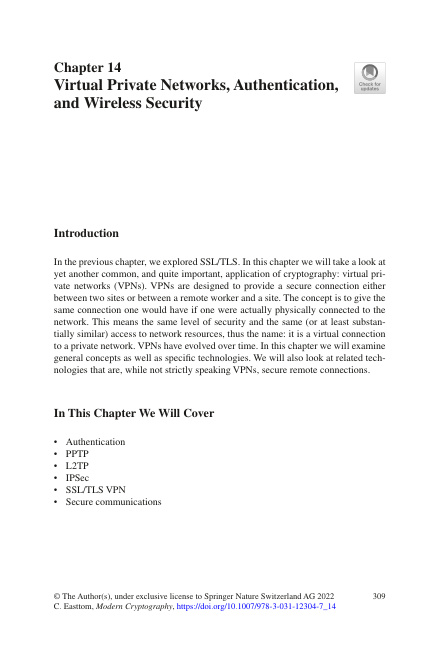 Chapter 14
Virtual Private Networks, Authentication,
and Wireless Security
Check for
updates
Introduction
In the previous chapter, we explored SSL/TLS. In this chapter we will take a look at
yet another common, and quite important, application of cryptography: virtual pri-
vate networks (VPNs). VPNs are designed to provide a secure connection either
between two sites or between a remote worker and a site. The concept is to give the
same connection one would have if one were actually physically connected to the
network. This means the same level of security and the same (or at least substan-
tially similar) access to network resources, thus the name: it is a virtual connection
to a private network. VPNs have evolved over time. In this chapter we will examine
general concepts as well as specific technologies. We will also look at related tech-
nologies that are, while not strictly speaking VPNs, secure remote connections.
In This Chapter We Will Cover
• Authentication
• PPTP
• L2TP
• IPSec
• SSL/TLS VPN
• Secure communications
© The Author(s), under exclusive license to Springer Nature Switzerland AG 2022 309
C. Easttom, Modern Cryptography, https://doi.org/10.1007/978-3-031-12304-7_14